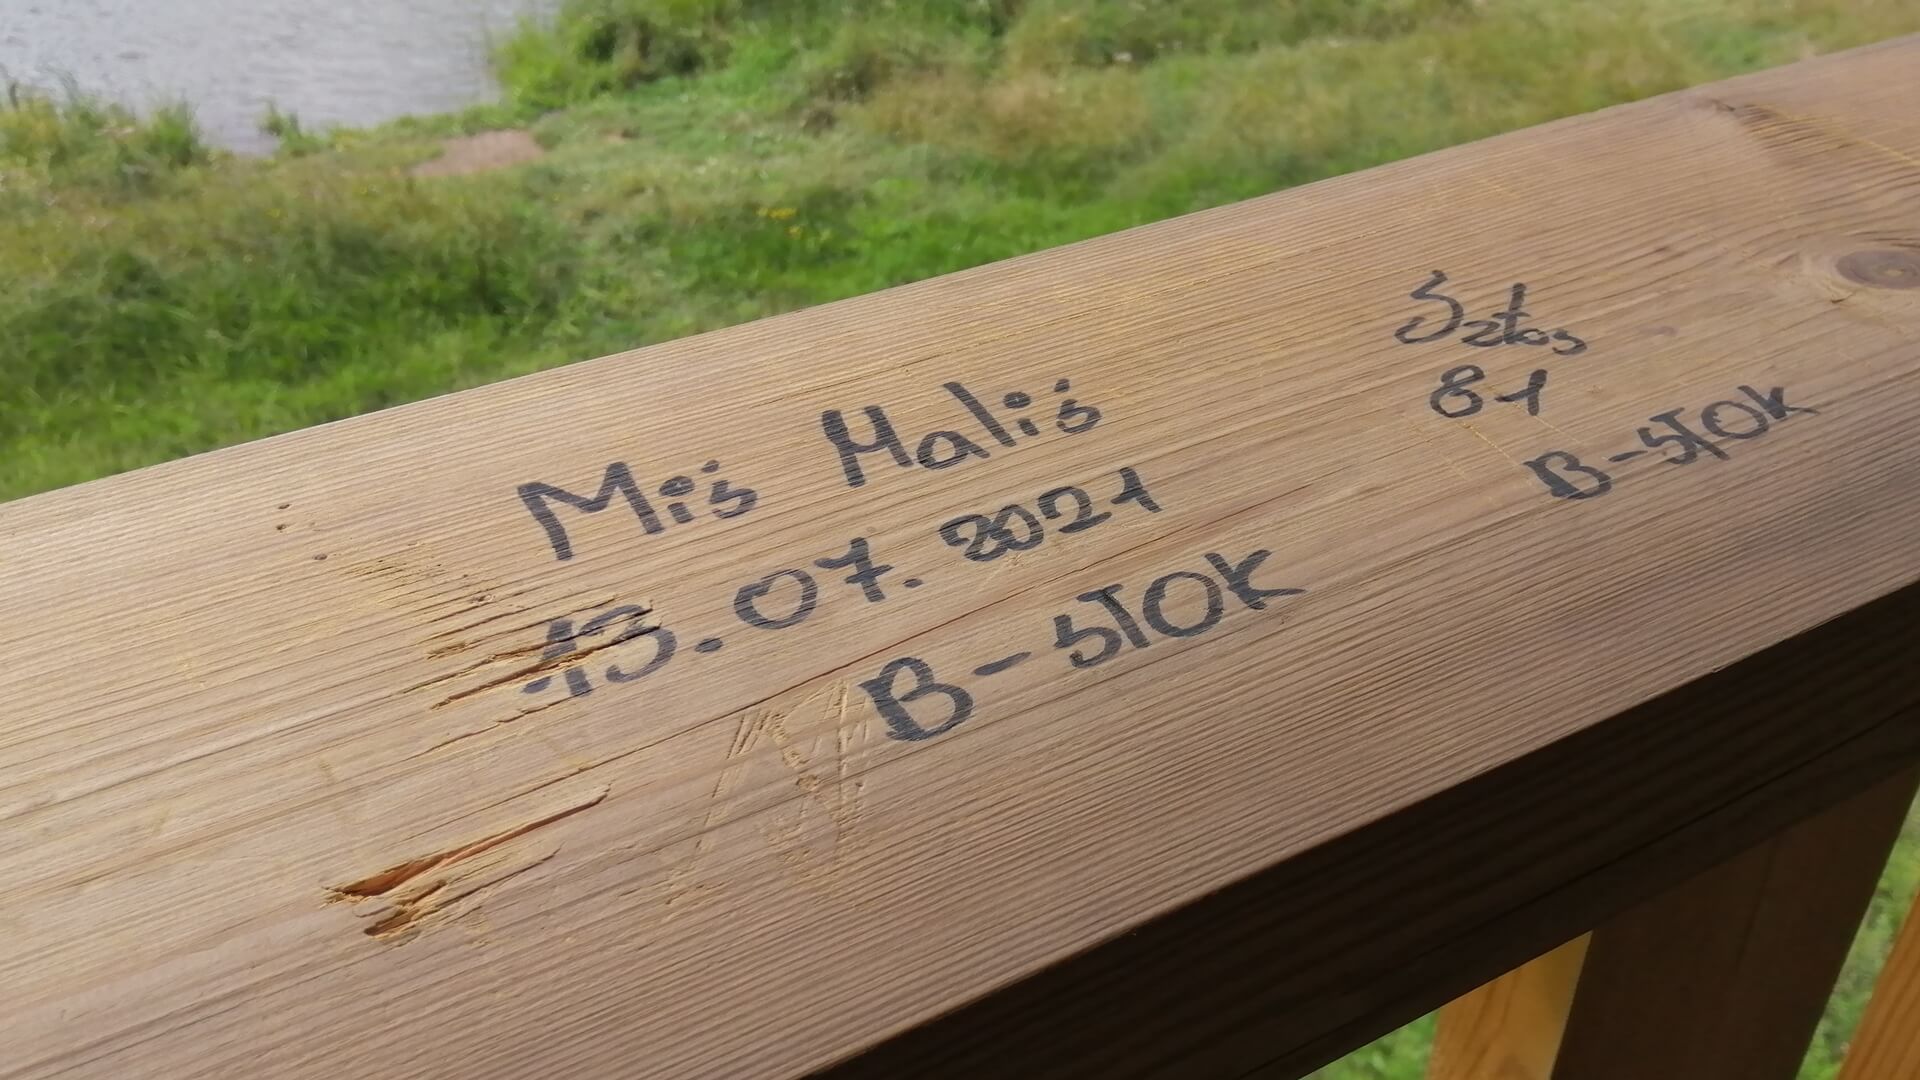 Miś Haliś
13.07.2021
B-STOK
Sztos
81
B-STOK